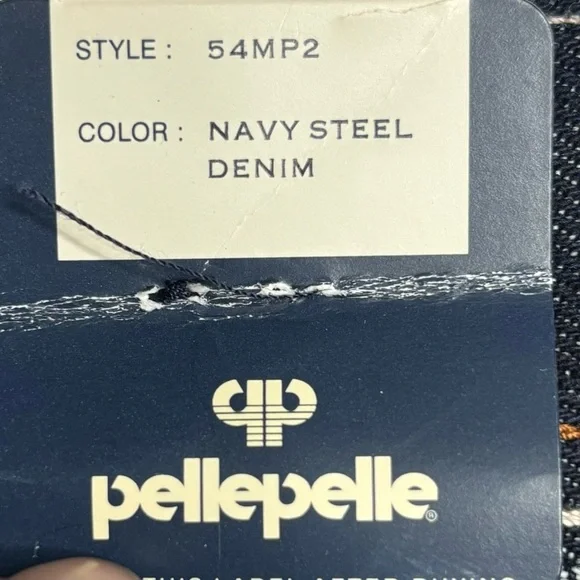 STYLE : 54MP2
COLOR : NAVY STEEL
DENIM
pellepelle®